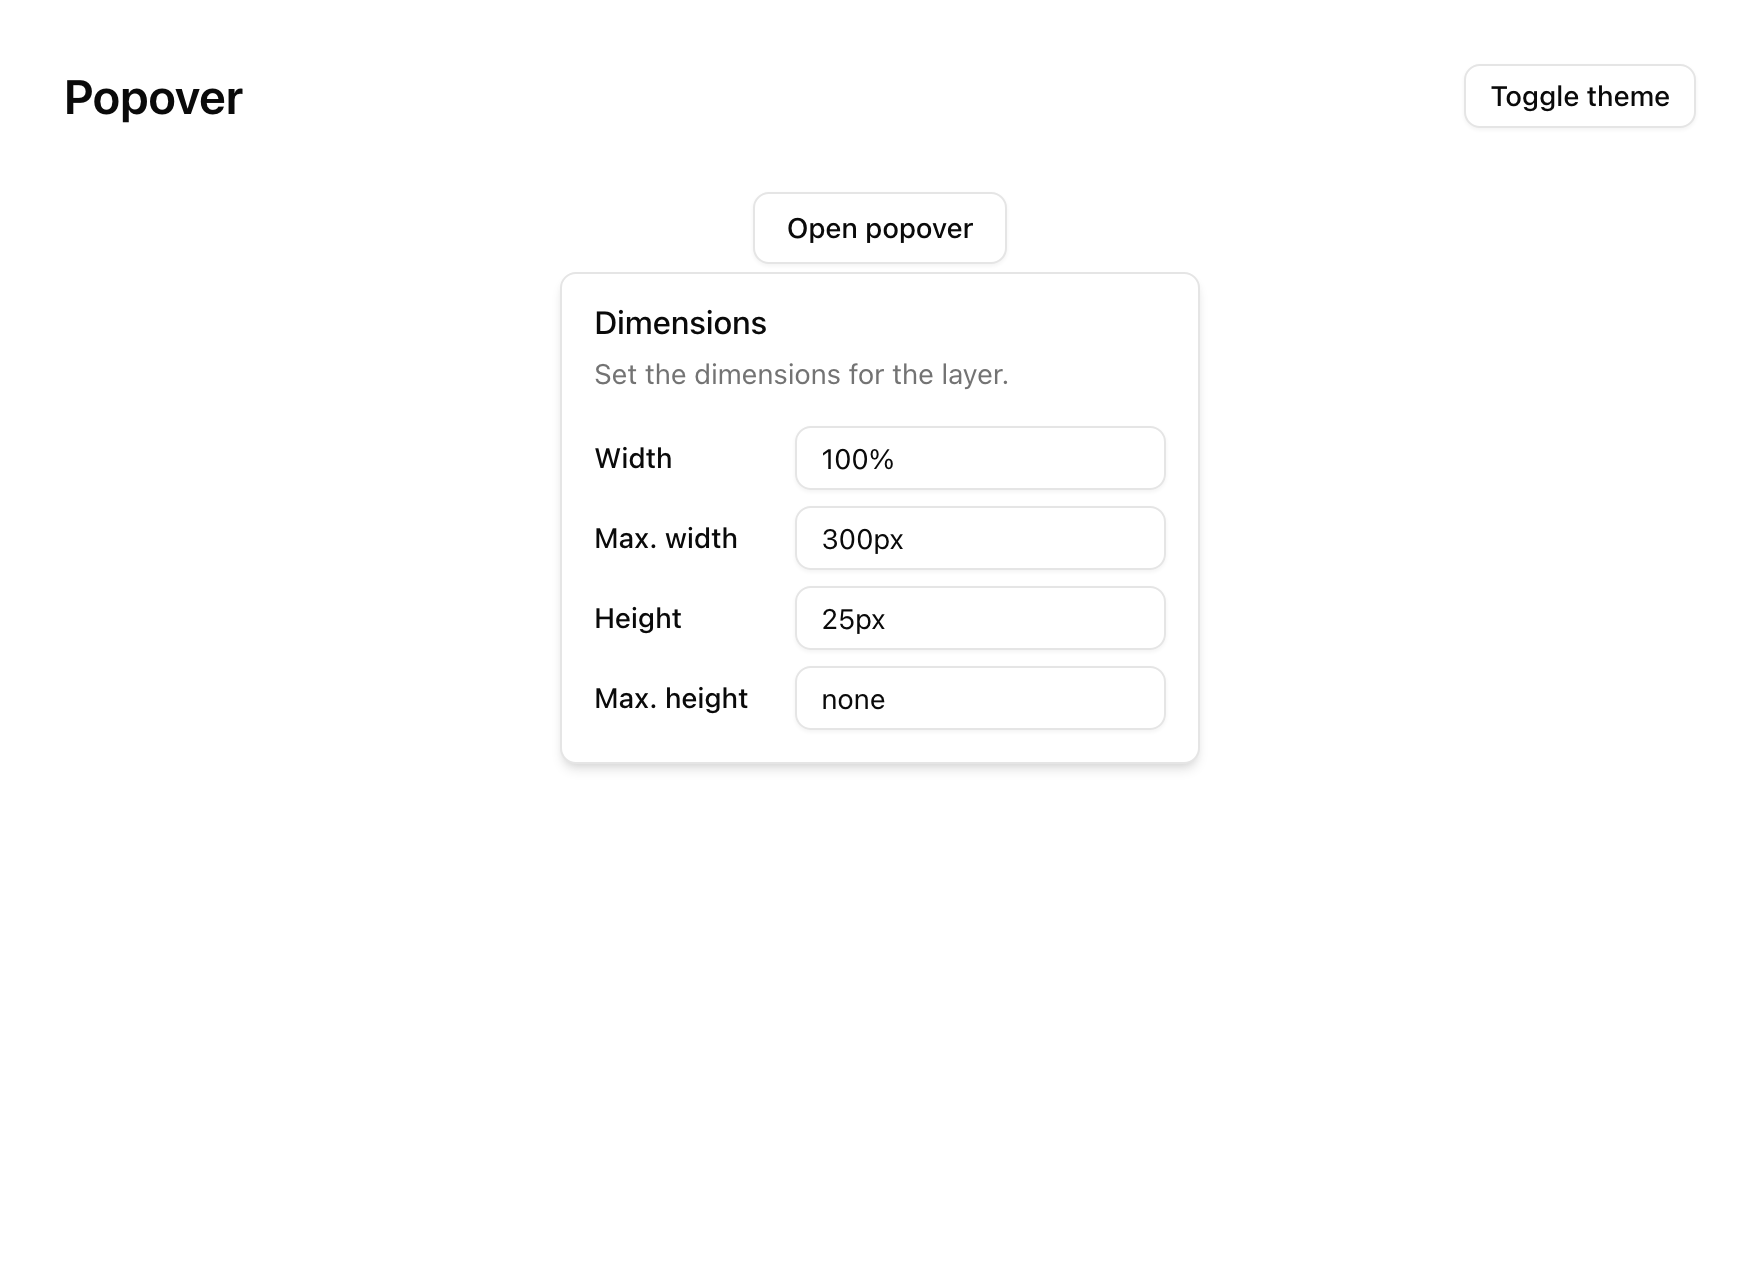 Popover
Toggle theme
Open popover
Dimensions
Set the dimensions for the layer.
Width 100%
Max. width 300px
Height 25px
Max. height none